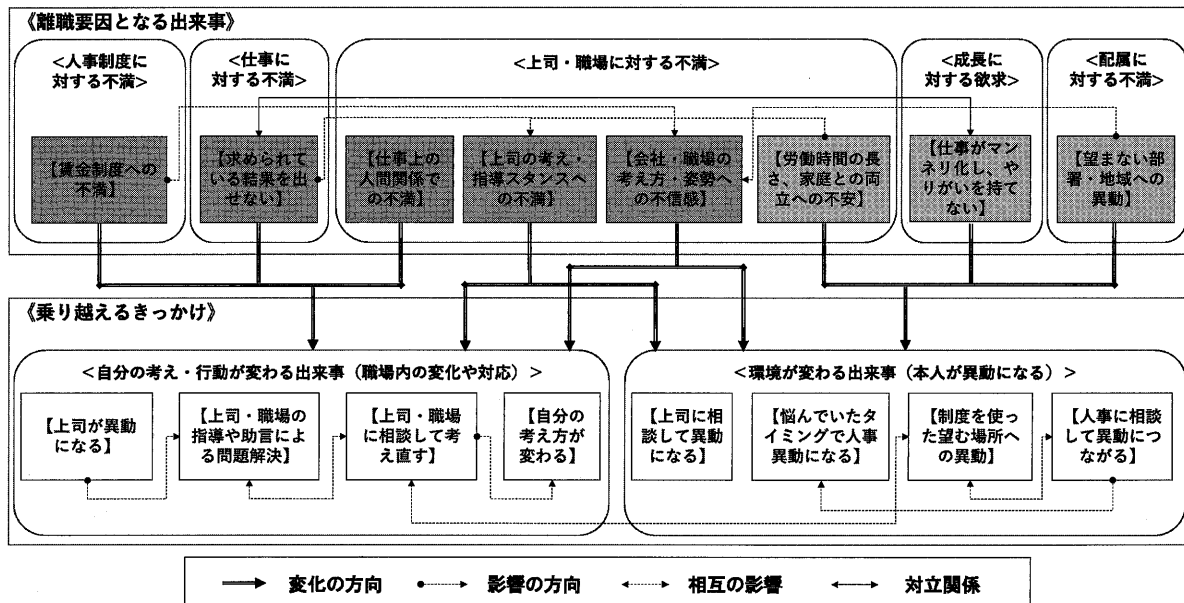 《離職要因となる出来事》
<人事制度に
対する不満>
<仕事に
対する不満>
<上司・職場に対する不満>
<成長に
対する欲求>
<配属に
対する不満>
【賃金制度への
不満】
【求められて
いる結果を出
せない】
【仕事上の
人間関係で
の不満】
【上司の考え・
指導スタンスへ
の不満】
【会社・職場の
考え方・姿勢へ
の不信感】
【労働時間の長
さ、家庭との両
立への不安】
【仕事がマン
ネリ化し、や
りがいを持て
ない】
【望まない部
署・地域への
異動】
《乗り越えるきっかけ》
<自分の考え・行動が変わる出来事（職場内の変化や対応）>
<環境が変わる出来事（本人が異動になる）>
【上司が異動
になる】
【上司・職場の
指導や助言によ
る問題解決】
【上司・職場
に相談して考
え直す】
【自分の
考え方が
変わる】
【上司に相
談して異動
になる】
【悩んでいたタ
イミングで人事
異動になる】
【制度を使っ
た望む場所へ
の異動】
【人事に相談
して異動につ
ながる】
変化の方向
影響の方向
相互の影響
対立関係